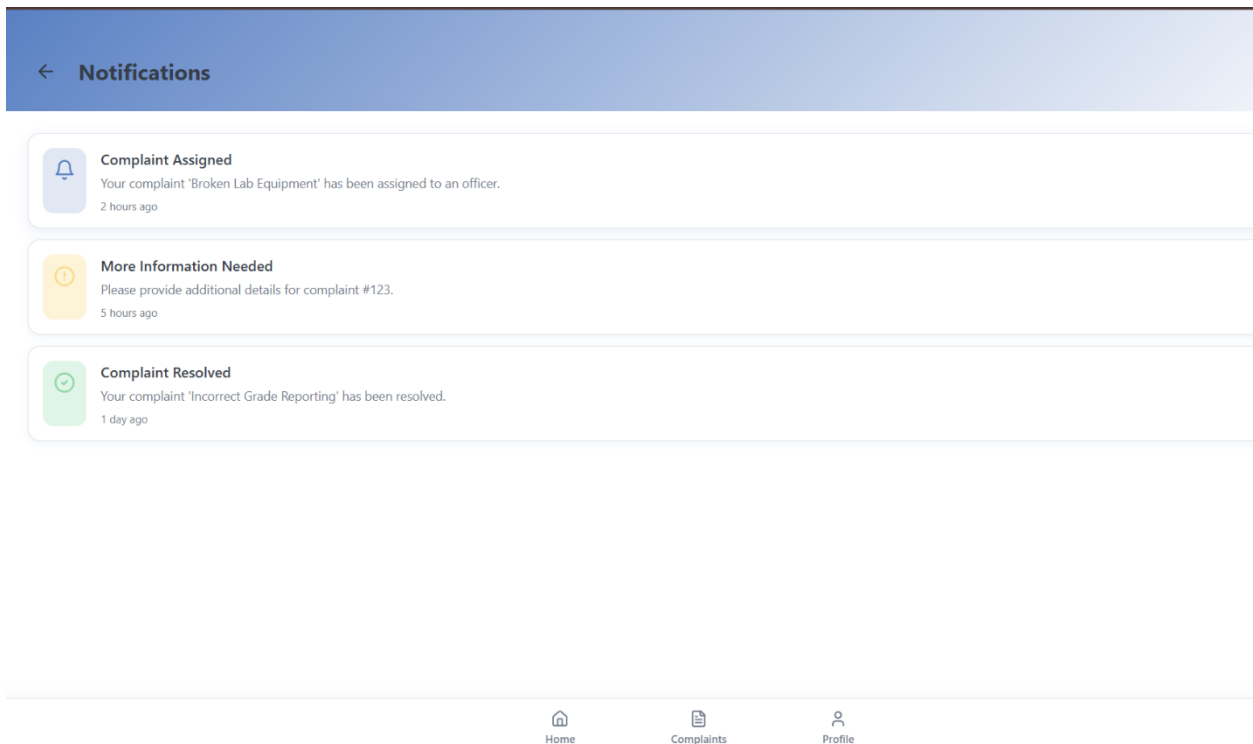 Notifications
Complaint Assigned
Your complaint 'Broken Lab Equipment' has been assigned to an officer.
2 hours ago
More Information Needed
Please provide additional details for complaint #123.
5 hours ago
Complaint Resolved
Your complaint 'Incorrect Grade Reporting' has been resolved.
1 day ago
Home Complaints Profile